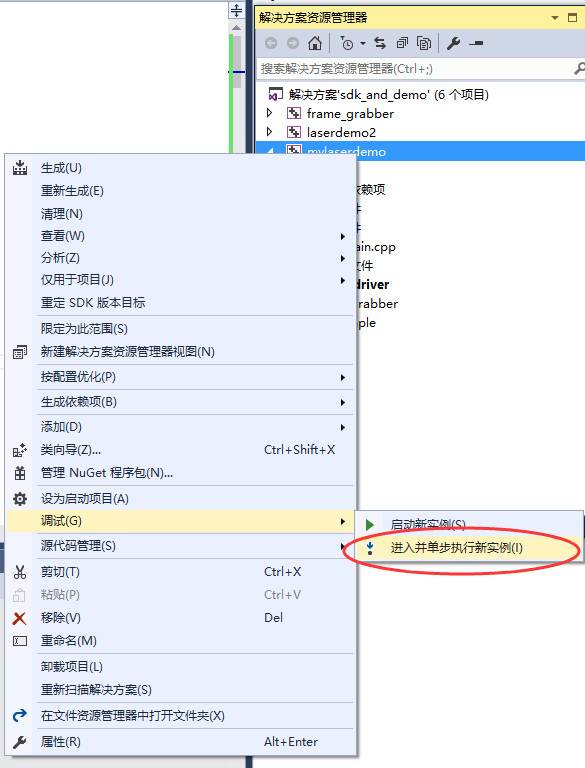 解决方案资源管理器
搜索解决方案资源管理器(Ctrl+;)
解决方案'sdk_and_demo' (6 个项目)
frame_grabber
laserdemo2
mylaserdemo
依赖项
件
件
ain.cpp
文件
driver
rabber
ple
生成(U)
重新生成(E)
清理(N)
查看(W)
分析(Z)
仅用于项目(J)
重定 SDK 版本目标
限定为此范围(S)
新建解决方案资源管理器视图(N)
按配置优化(P)
生成依赖项(B)
添加(D)
类向导(Z)... Ctrl+Shift+X
管理 NuGet 程序包(N)...
设为启动项目(A)
调试(G)
启动新实例(S)
进入并单步执行新实例(I)
源代码管理(S)
剪切(T) Ctrl+X
粘贴(P) Ctrl+V
移除(V) Del
重命名(M)
卸载项目(L)
重新扫描解决方案(S)
在文件资源管理器中打开文件夹(X)
属性(R) Alt+Enter